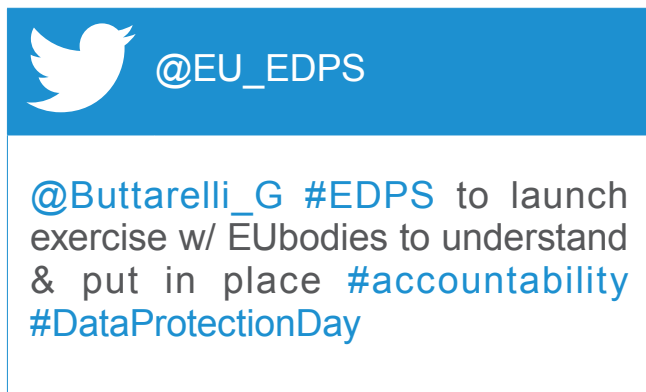 @EU_EDPS
@Buttarelli_G #EDPS to launch
exercise w/ EUbodies to understand
& put in place #accountability
#DataProtectionDay